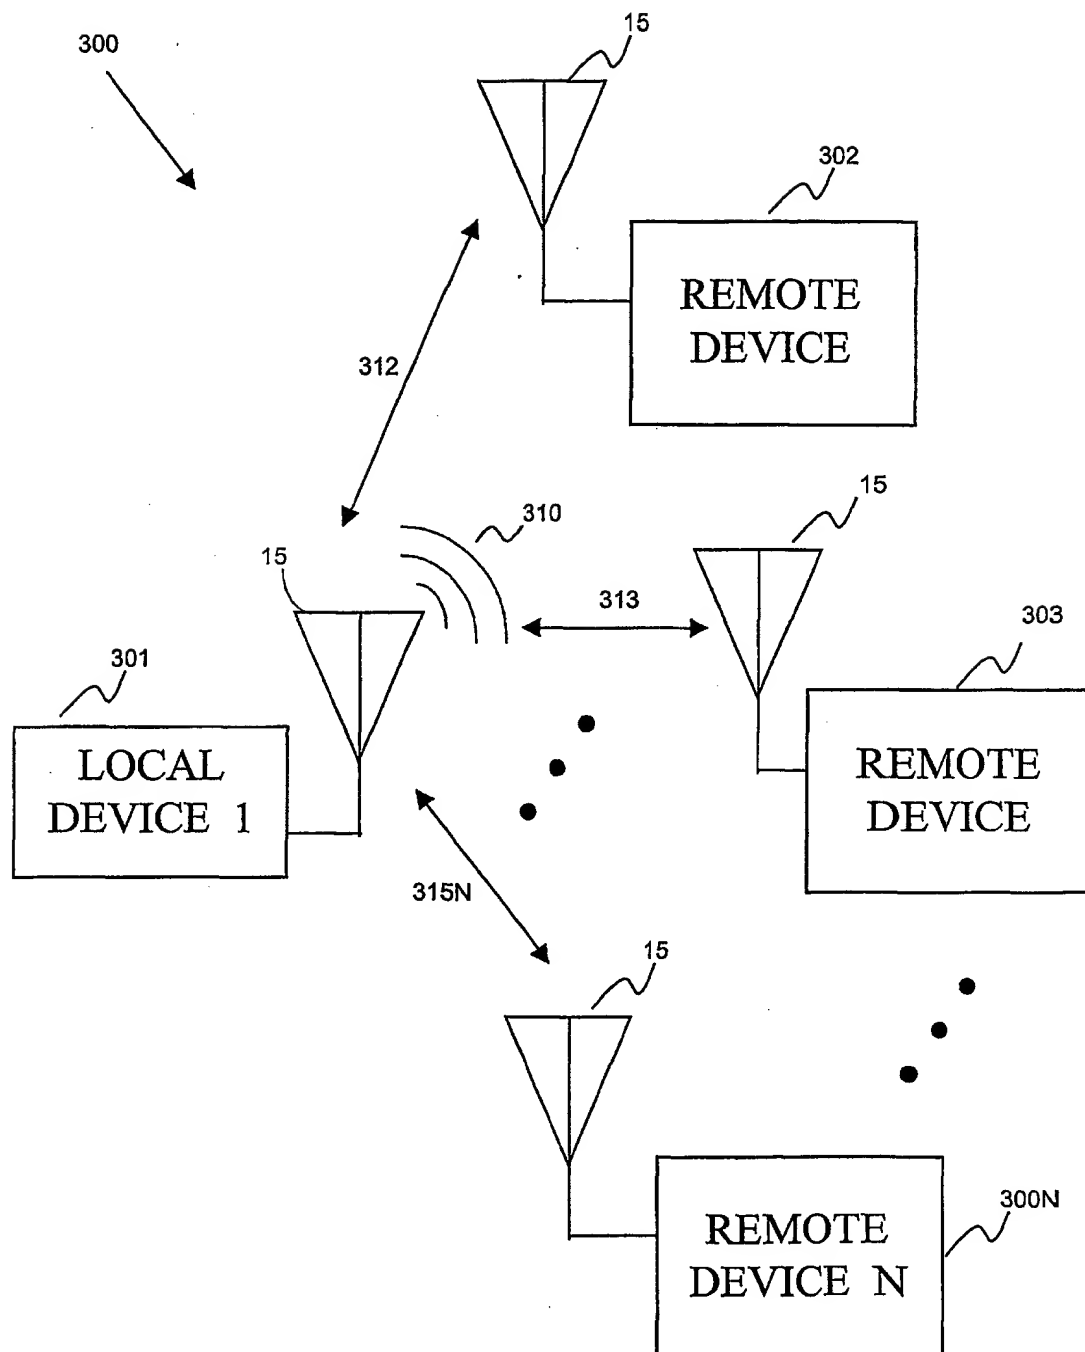 15
300
302
REMOTE
DEVICE
312
15
310
15
313
303
301
LOCAL
DEVICE 1
REMOTE
DEVICE
315N
15
300N
REMOTE
DEVICE N